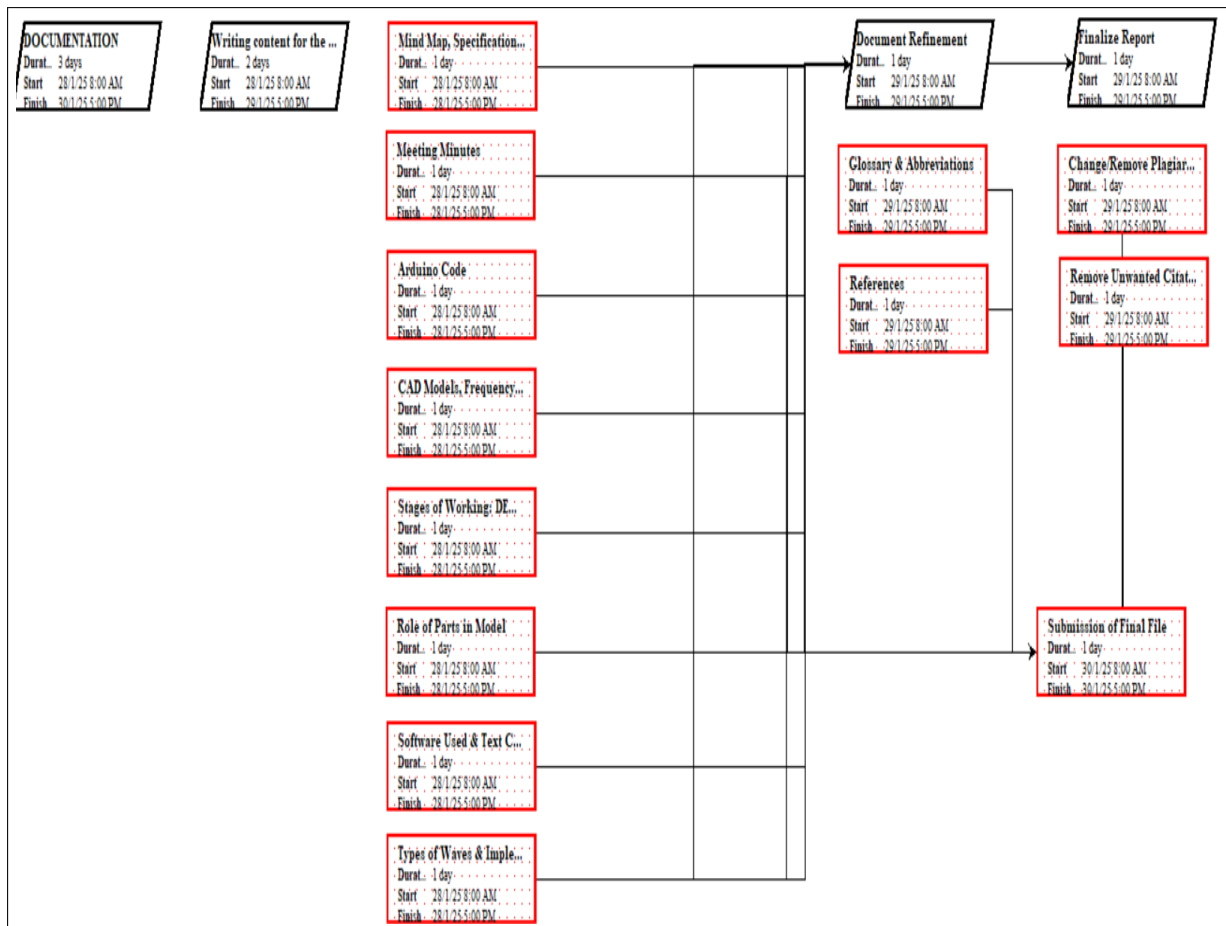 DOCUMENTATION
Durat.. 3 days
Start 28/1/25 8:00 AM
Finish 30/1/25 5:00 PM
Writing content for the ...
Durat.. 2 days
Start 28/1/25 8:00 AM
Finish 29/1/25 5:00 PM
Mind Map, Specification...
Durat.. 1 day
Start 28/1/25 8:00 AM
Finish 28/1/25 5:00 PM
Document Refinement
Durat.. 1 day
Start 29/1/25 8:00 AM
Finish 29/1/25 5:00 PM
Finalize Report
Durat.. 1 day
Start 29/1/25 8:00 AM
Finish 29/1/25 5:00 PM
Meeting Minutes
Durat.. 1 day
Start 28/1/25 8:00 AM
Finish 28/1/25 5:00 PM
Glossary & Abbreviations
Durat.. 1 day
Start 29/1/25 8:00 AM
Finish 29/1/25 5:00 PM
Change/Remove Plagiar...
Durat.. 1 day
Start 29/1/25 8:00 AM
Finish 29/1/25 5:00 PM
Arduino Code
Durat.. 1 day
Start 28/1/25 8:00 AM
Finish 28/1/25 5:00 PM
References
Durat.. 1 day
Start 29/1/25 8:00 AM
Finish 29/1/25 5:00 PM
Remove Unwanted Citat...
Durat.. 1 day
Start 29/1/25 8:00 AM
Finish 29/1/25 5:00 PM
CAD Models, Frequency...
Durat.. 1 day
Start 28/1/25 8:00 AM
Finish 28/1/25 5:00 PM
Stages of Working: DE...
Durat.. 1 day
Start 28/1/25 8:00 AM
Finish 28/1/25 5:00 PM
Role of Parts in Model
Durat.. 1 day
Start 28/1/25 8:00 AM
Finish 28/1/25 5:00 PM
Submission of Final File
Durat.. 1 day
Start 30/1/25 8:00 AM
Finish 30/1/25 5:00 PM
Software Used & Text C...
Durat.. 1 day
Start 28/1/25 8:00 AM
Finish 28/1/25 5:00 PM
Types of Waves & Imple...
Durat.. 1 day
Start 28/1/25 8:00 AM
Finish 28/1/25 5:00 PM